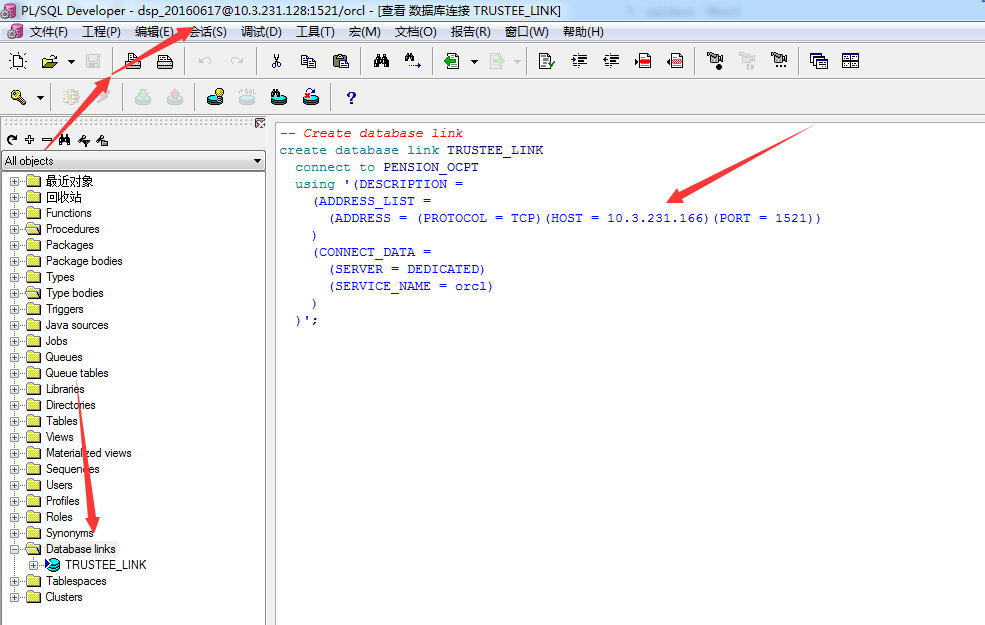 PL/SQL Developer - dsp_20160617@10.3.231.128:1521/orcl - [查看 数据库连接 TRUSTEE_LINK]
文件(F) 工程(P) 编辑(E) 会话(S) 调试(D) 工具(T) 宏(M) 文档(O) 报告(R) 窗口(W) 帮助(H)
All objects
最近对象
回收站
Functions
Procedures
Packages
Package bodies
Types
Type bodies
Triggers
Java sources
Jobs
Queues
Queue tables
Libraries
Directories
Tables
Views
Materialized views
Sequences
Users
Profiles
Roles
Synonyms
Database links
TRUSTEE_LINK
Tablespaces
Clusters
-- Create database link
create database link TRUSTEE_LINK
connect to PENSION_OCPT
using '(DESCRIPTION =
(ADDRESS_LIST =
(ADDRESS = (PROTOCOL = TCP)(HOST = 10.3.231.166)(PORT = 1521))
)
(CONNECT_DATA =
(SERVER = DEDICATED)
(SERVICE_NAME = orcl)
)
)';